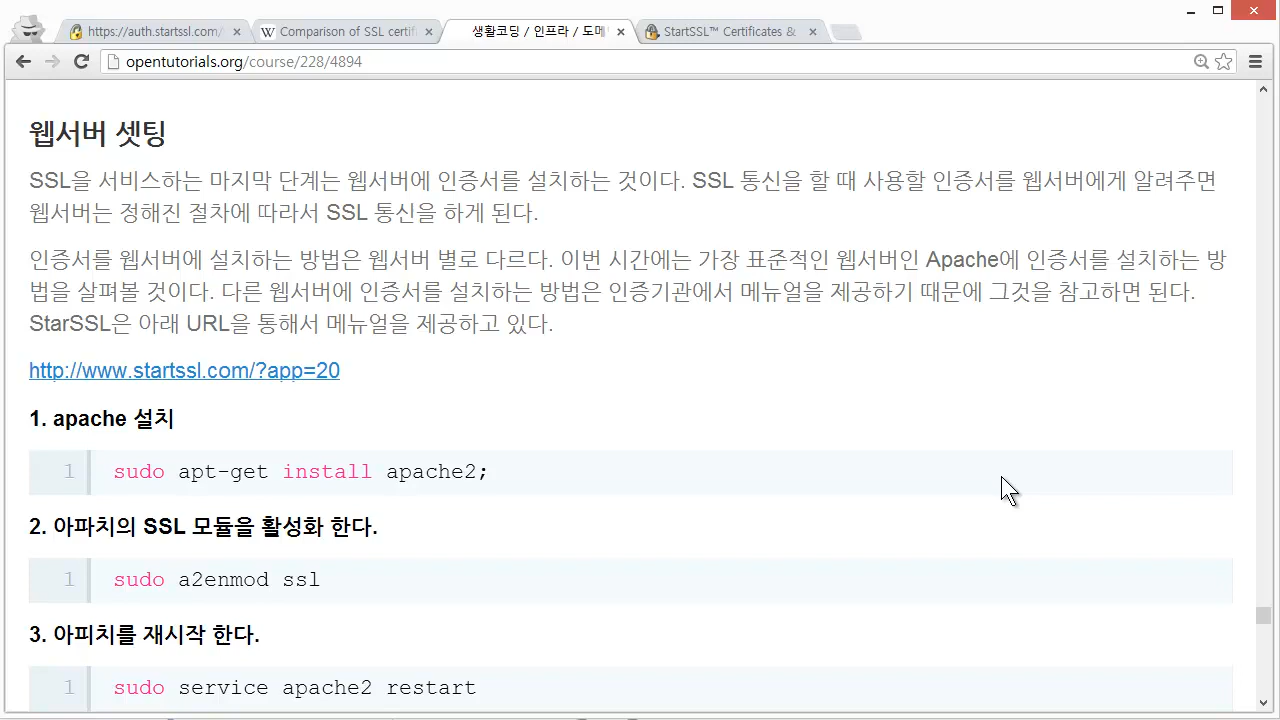 https://auth.startssl.com/
Comparison of SSL certif
생활코딩 / 인프라 / 도메
StartSSL™ Certificates &
opentutorials.org/course/228/4894
웹서버 셋팅
SSL을 서비스하는 마지막 단계는 웹서버에 인증서를 설치하는 것이다. SSL 통신을 할 때 사용할 인증서를 웹서버에게 알려주면
웹서버는 정해진 절차에 따라서 SSL 통신을 하게 된다.
인증서를 웹서버에 설치하는 방법은 웹서버 별로 다르다. 이번 시간에는 가장 표준적인 웹서버인 Apache에 인증서를 설치하는 방
법을 살펴볼 것이다. 다른 웹서버에 인증서를 설치하는 방법은 인증기관에서 메뉴얼을 제공하기 때문에 그것을 참고하면 된다.
StarSSL은 아래 URL을 통해서 메뉴얼을 제공하고 있다.
http://www.startssl.com/?app=20
1. apache 설치
1 sudo apt-get install apache2;
2. 아파치의 SSL 모듈을 활성화 한다.
1 sudo a2enmod ssl
3. 아피치를 재시작 한다.
1 sudo service apache2 restart